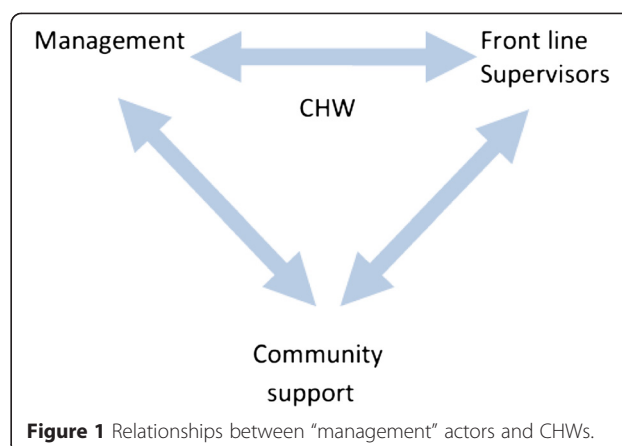 Management
Front line
Supervisors
CHW
Community
support
Figure 1 Relationships between “management” actors and CHWs.